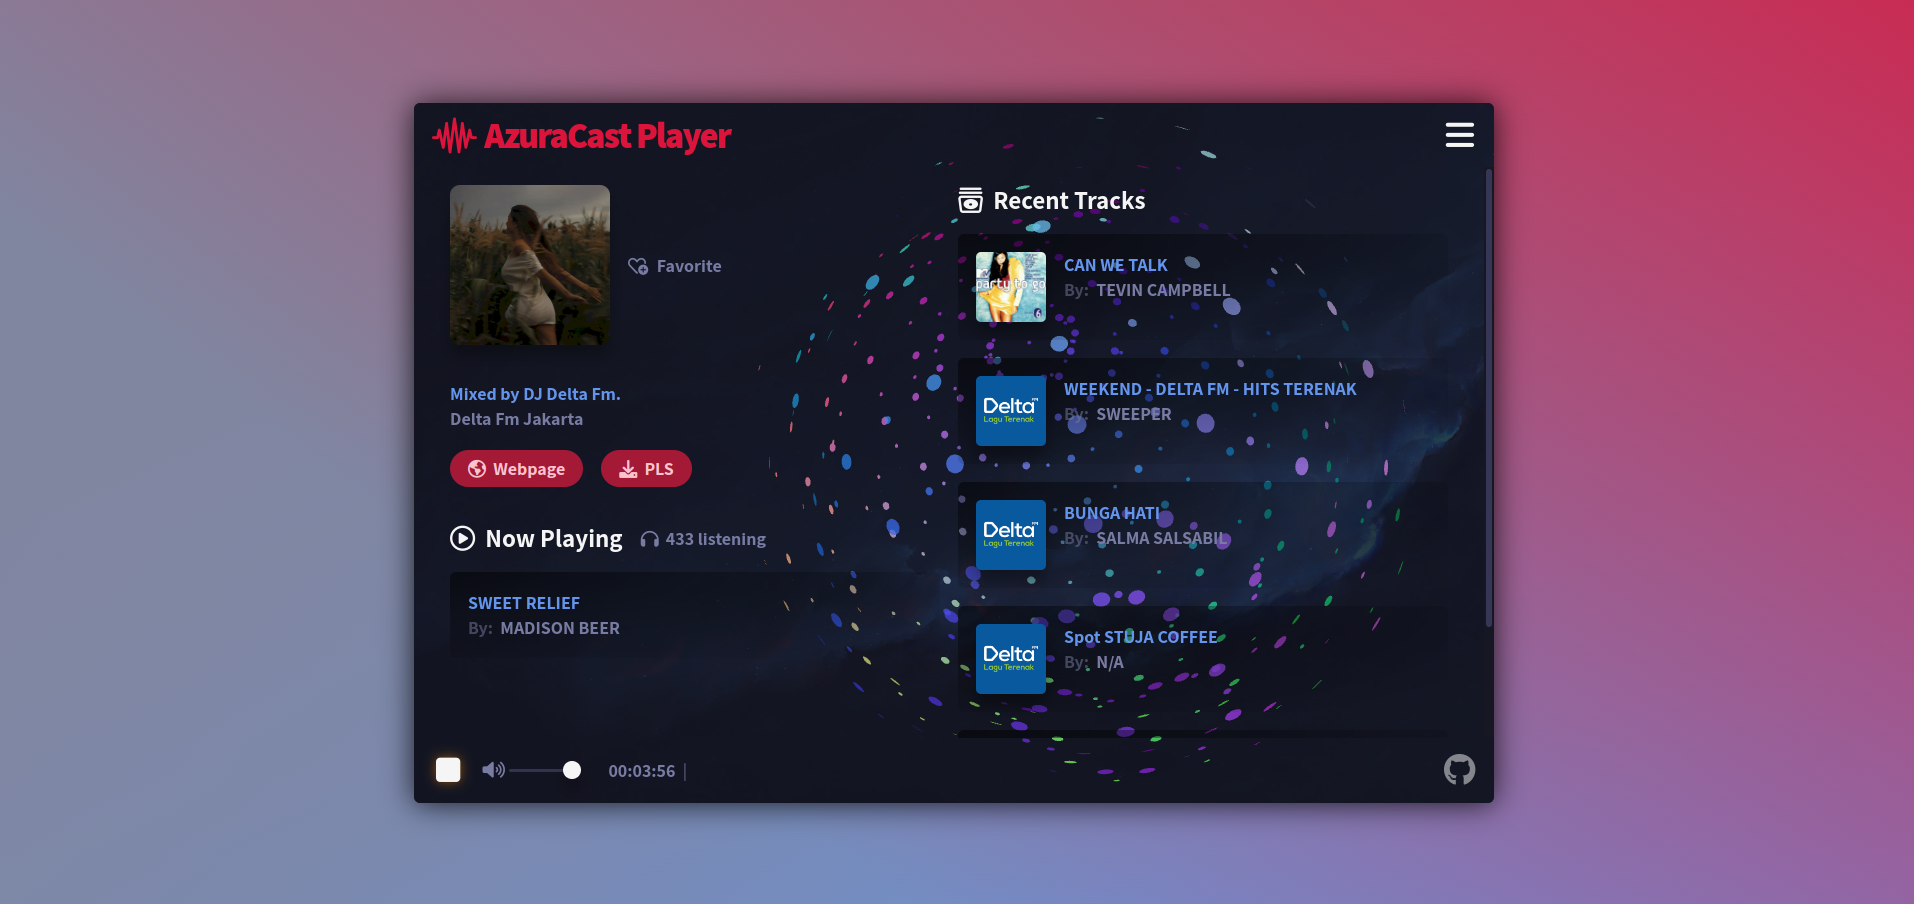 AzuraCast Player
Favorite
Mixed by DJ Delta Fm.
Delta Fm Jakarta
Webpage
PLS
Now Playing
433 listening
SWEET RELIEF
By: MADISON BEER
Recent Tracks
party to go
CAN WE TALK
By: TEVIN CAMPBELL
Delta
Lagu Terenak
WEEKEND - DELTA FM - HITS TERENAK
By: SWEEPER
Delta
Lagu Terenak
BUNGA HATI
By: SALMA SALSABIL
Delta
Lagu Terenak
Spot STUJA COFFEE
By: N/A
00:03:56 |